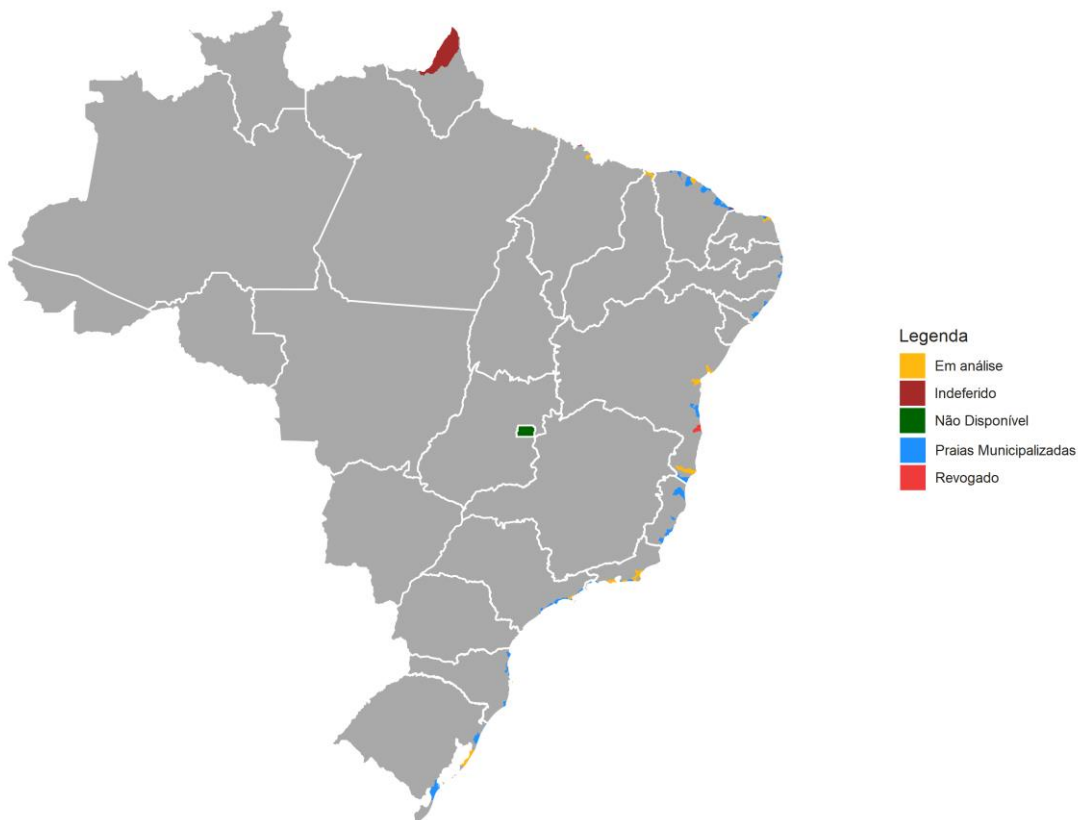 Legenda
Em análise
Indeferido
Não Disponível
Praias Municipalizadas
Revogado